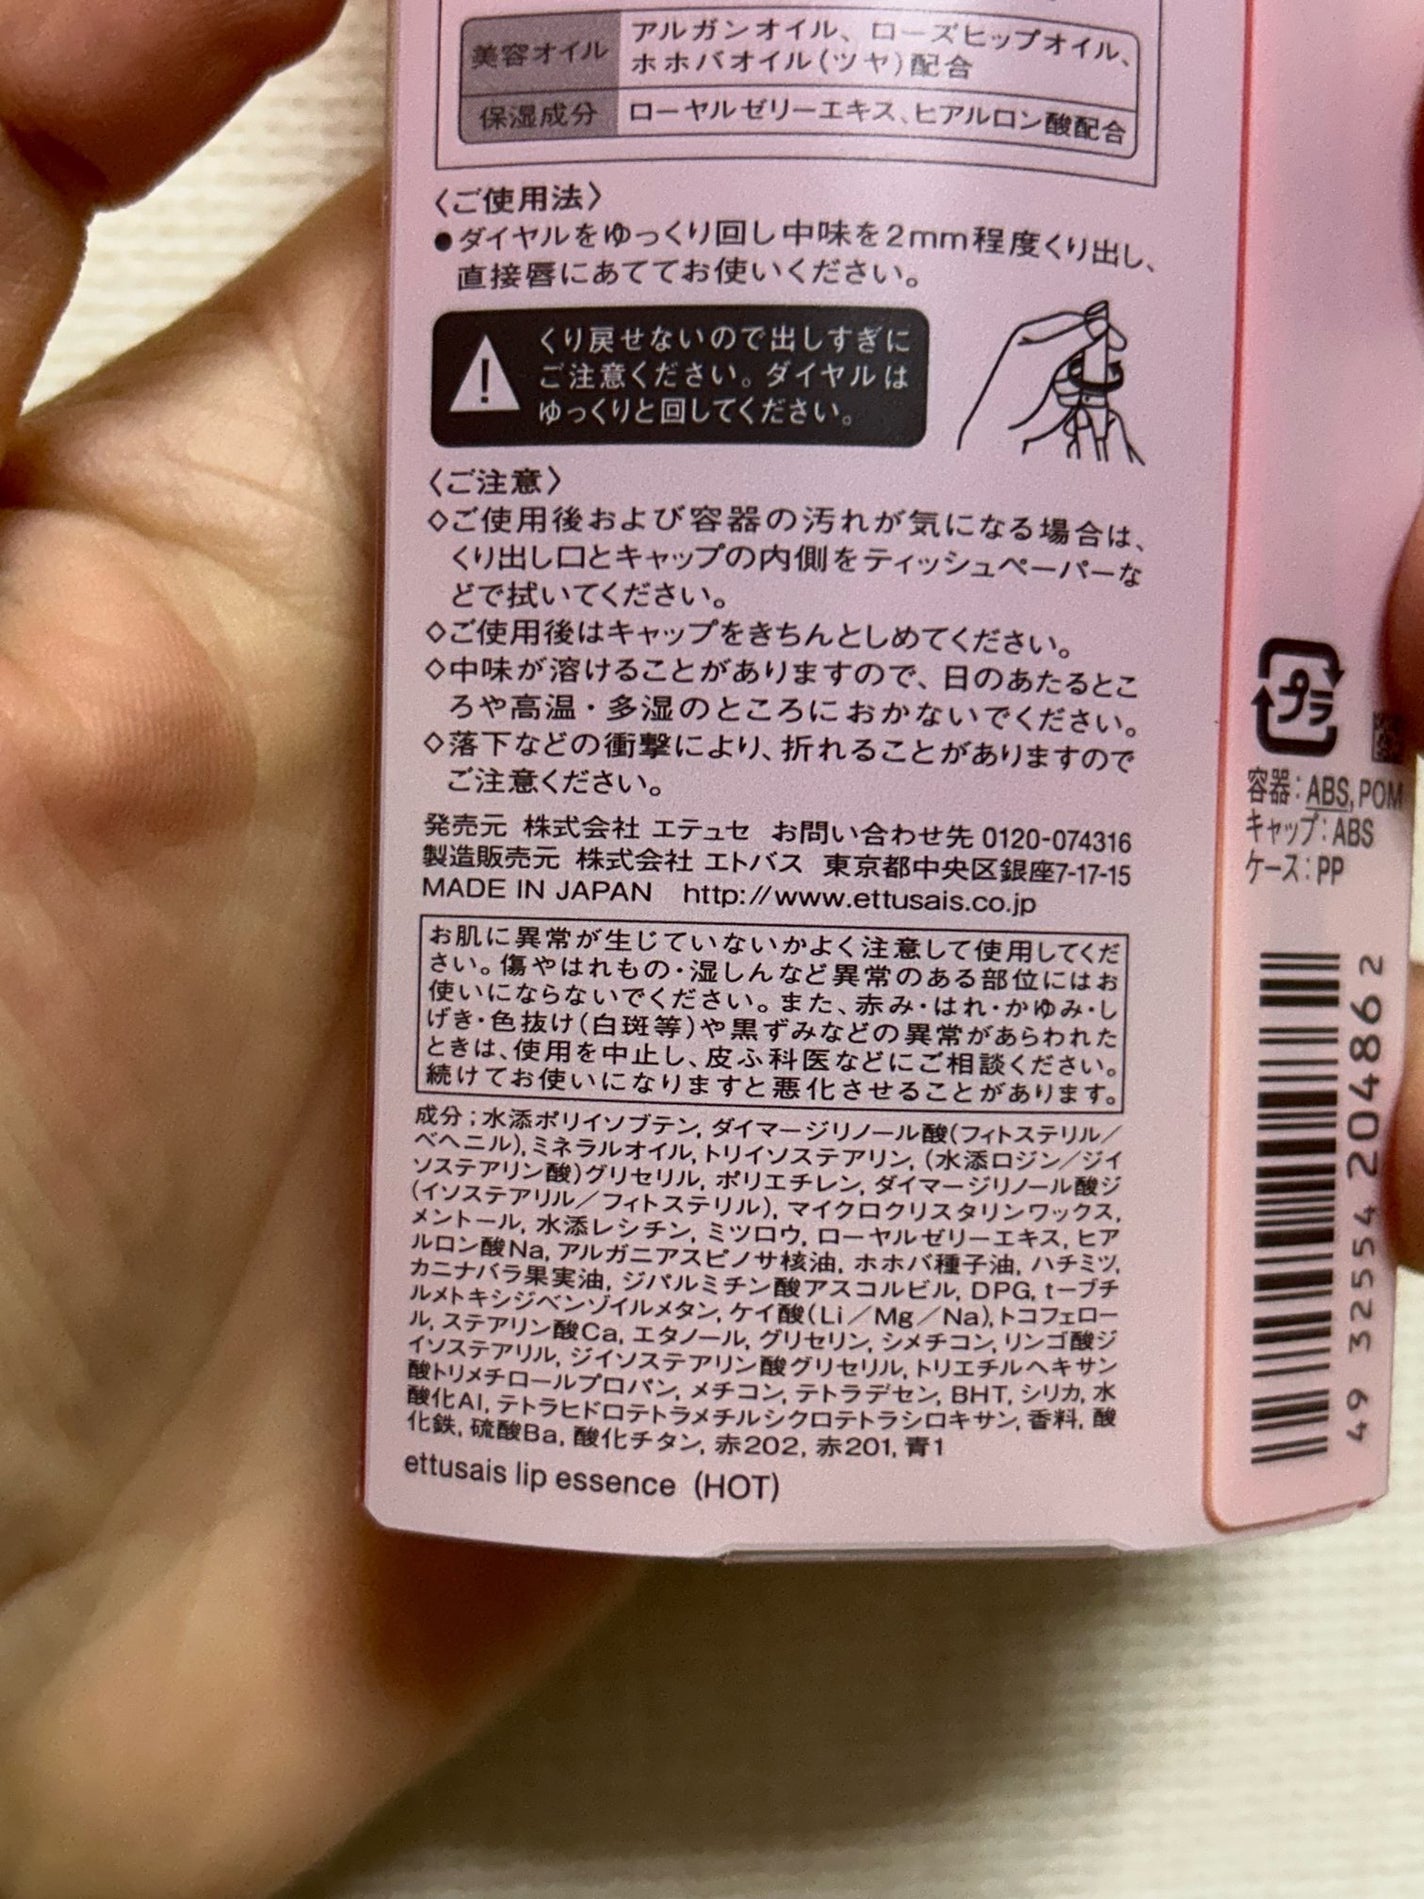 美容オイル アルガンオイル、ローズヒップオイル、
ホホバオイル(ツヤ)配合
保湿成分 ローヤルゼリーエキス、ヒアルロン酸配合
〈ご使用法〉
●ダイヤルをゆっくり回し中味を2mm程度くり出し、
直接唇にあててお使いください。
くり戻せないので出しすぎに
ご注意ください。ダイヤルは
ゆっくりと回してください。
〈ご注意〉
◇ご使用後および容器の汚れが気になる場合は、
くり出し口とキャップの内側をティッシュペーパーな
どで拭いてください。
◇ご使用後はキャップをきちんとしめてください。
◇中味が溶けることがありますので、日のあたるとこ
ろや高温・多湿のところにおかないでください。
◇落下などの衝撃により、折れることがありますので
ご注意ください。
発売元 株式会社 エテュセ お問い合わせ先 0120-074316
製造販売元 株式会社 エトバス 東京都中央区銀座7-17-15
MADE IN JAPAN http://www.ettusais.co.jp
お肌に異常が生じていないかよく注意して使用してくだ
さい。傷やはれもの・湿しんなど異常のある部位にはお
使いにならないでください。また、赤み・はれ・かゆみ・し
げき・色抜け(白斑等)や黒ずみなどの異常があらわれた
ときは、使用を中止し、皮ふ科医などにご相談ください。
続けてお使いになりますと悪化させることがあります。
成分;水添ポリイソブテン, ダイマージリノール酸(フィトステリル/
ベヘニル), ミネラルオイル, トリイソステアリン, (水添ロジン/ジイ
ソステアリン酸)グリセリル, ポリエチレン, ダイマージリノール酸ジ
(イソステアリル/フィトステリル), マイクロクリスタリンワックス,
メントール, 水添レシチン, ミツロウ, ローヤルゼリーエキス, ヒア
ルロン酸Na, アルガニアスピノサ核油, ホホバ種子油, ハチミツ,
カニナバラ果実油, ジパルミチン酸アスコルビル, DPG, t-ブチ
ルメトキシジベンゾイルメタン, ケイ酸(Li/Mg/Na), トコフェロー
ル, ステアリン酸Ca, エタノール, グリセリン, シメチコン, リンゴ酸ジ
イソステアリル, ジイソステアリン酸グリセリル, トリエチルヘキサン
酸トリメチロールプロパン, メチコン, テトラデセン, BHT, シリカ, 水
酸化Al, テトラヒドロテトラメチルシクロテトラシロキサン, 香料, 酸
化鉄, 硫酸Ba, 酸化チタン, 赤202, 赤201, 青1
ettusais lip essence (HOT)
プラ
容器:ABS, POM
キャップ:ABS
ケース:PP
49 32554 204862